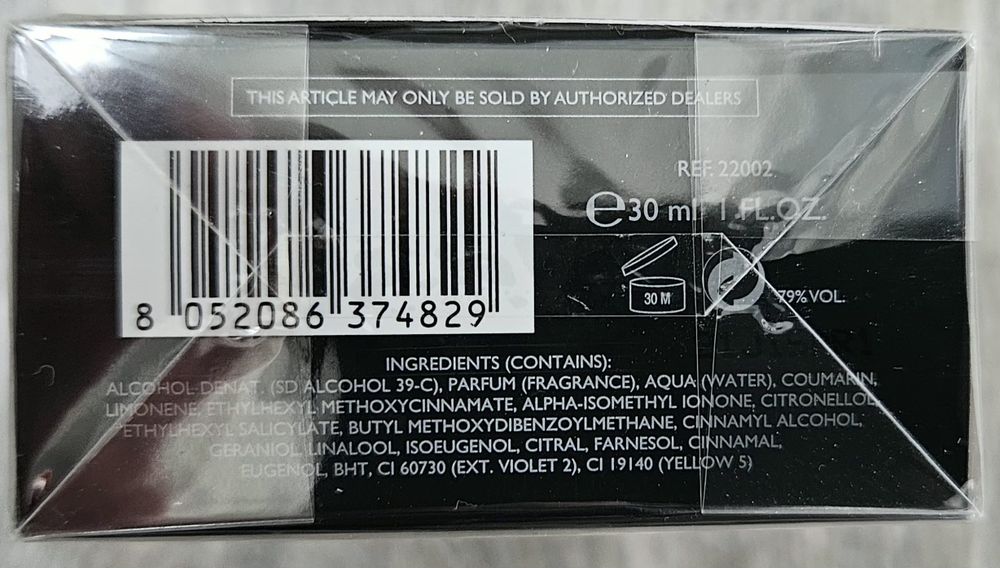 THIS ARTICLE MAY ONLY BE SOLD BY AUTHORIZED DEALERS
REF. 22002
℮ 30 ml 1 FL.OZ.
30 M
79% VOL.
8 052086 374829
INGREDIENTS (CONTAINS):
ALCOHOL DENAT. (SD ALCOHOL 39-C), PARFUM (FRAGRANCE), AQUA (WATER), COUMARIN,
LIMONENE, ETHYLHEXYL METHOXYCINNAMATE, ALPHA-ISOMETHYL IONONE, CITRONELLOL,
ETHYLHEXYL SALICYLATE, BUTYL METHOXYDIBENZOYLMETHANE, CINNAMYL ALCOHOL,
GERANIOL, LINALOOL, ISOEUGENOL, CITRAL, FARNESOL, CINNAMAL,
EUGENOL, BHT, CI 60730 (EXT. VIOLET 2), CI 19140 (YELLOW 5)